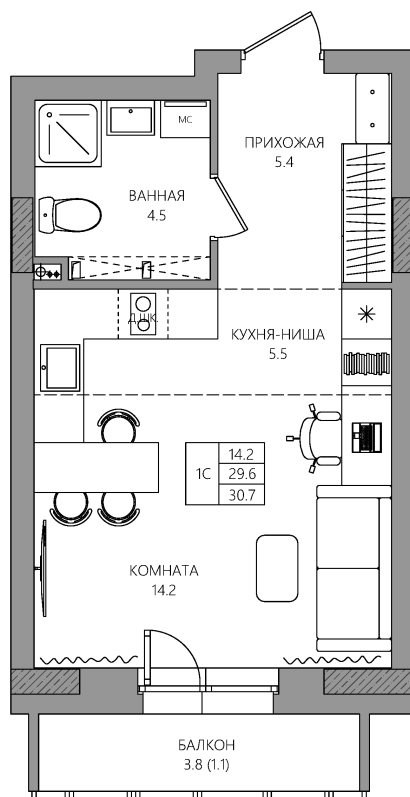 МС
ПРИХОЖАЯ
5.4
ВАННАЯ
4.5
Д.ШК.
КУХНЯ-НИША
5.5
1С
14.2
29.6
30.7
КОМНАТА
14.2
БАЛКОН
3.8 (1.1)